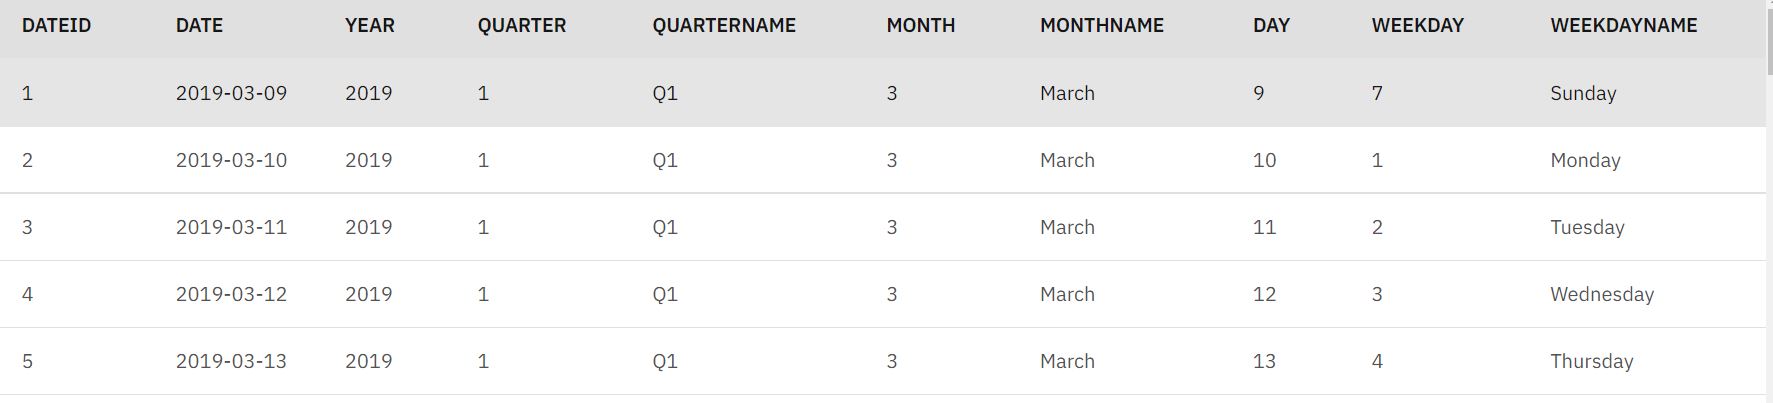 DATEID DATE YEAR QUARTER QUARTERNAME MONTH MONTHNAME DAY WEEKDAY WEEKDAYNAME
1 2019-03-09 2019 1 Q1 3 March 9 7 Sunday
2 2019-03-10 2019 1 Q1 3 March 10 1 Monday
3 2019-03-11 2019 1 Q1 3 March 11 2 Tuesday
4 2019-03-12 2019 1 Q1 3 March 12 3 Wednesday
5 2019-03-13 2019 1 Q1 3 March 13 4 Thursday